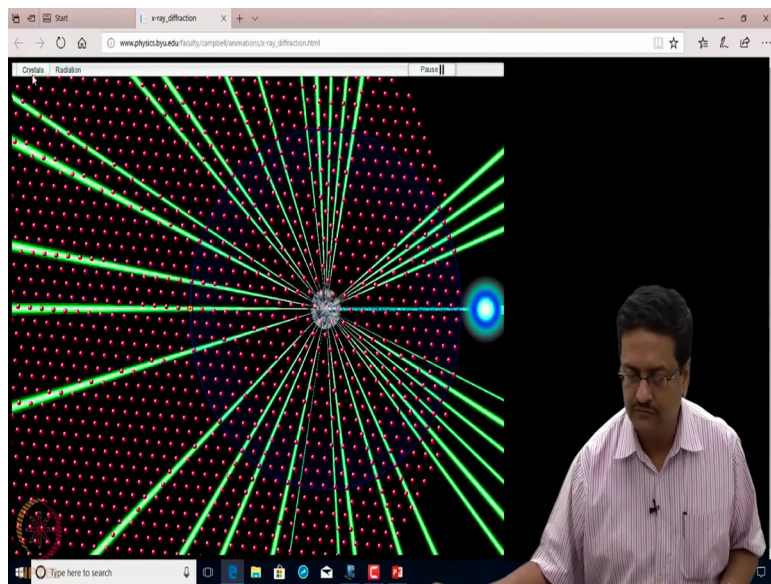 Start
x-ray_diffraction
www.physics.byu.edu/faculty/campbell/animations/x-ray_diffraction.html
Crystals Radiation Pause
Type here to search